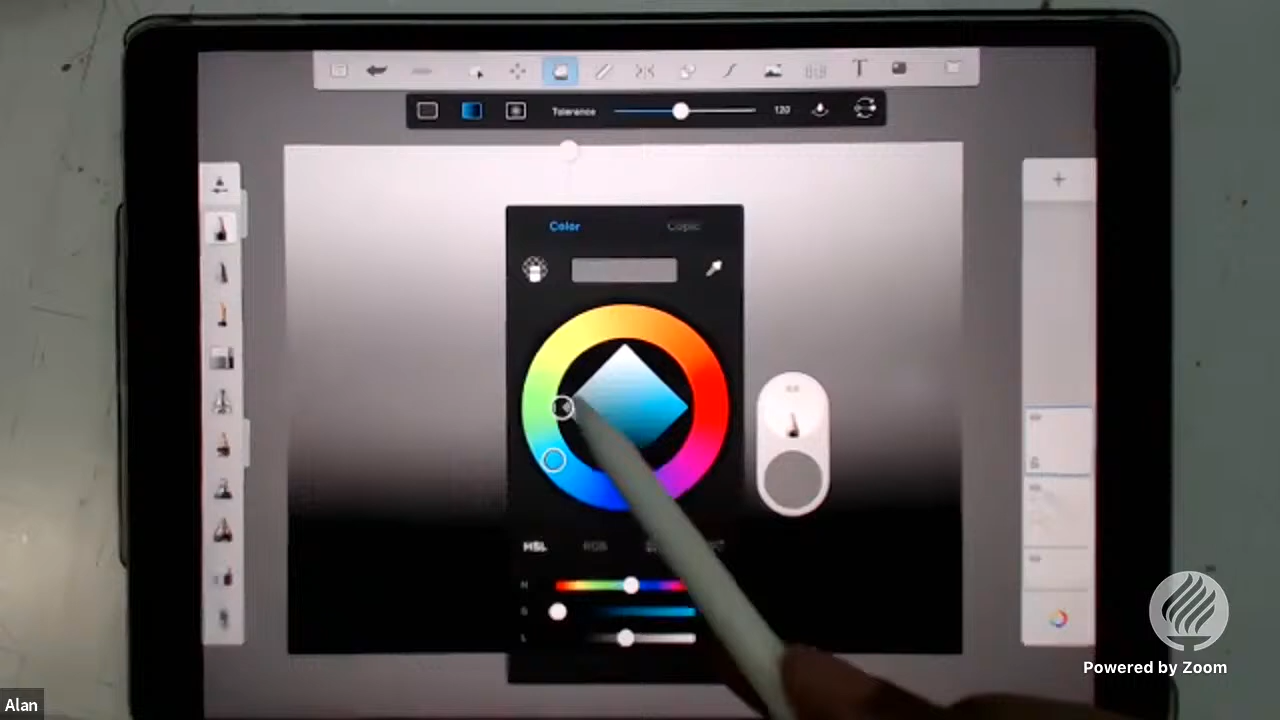 T
Tolerance 120
Color Copic
HSL RGB
H
S
L
Powered by Zoom
Alan